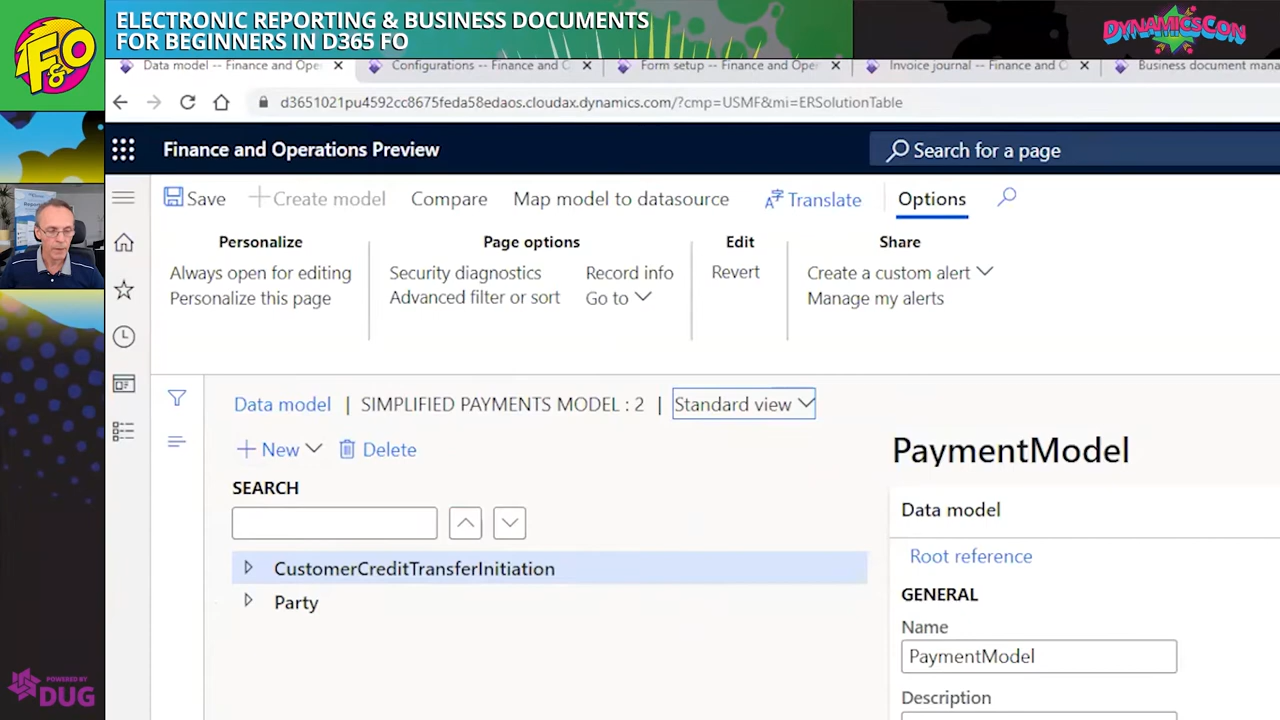 ELECTRONIC REPORTING & BUSINESS DOCUMENTS
FOR BEGINNERS IN D365 FO
F&O
DYNAMICSCON
Data model -- Finance and Oper
Configurations -- Finance and O
Form setup -- Finance and Oper
Invoice journal -- Finance and O
Business document mana
d3651021pu4592cc8675feda58edaos.cloudax.dynamics.com/?cmp=USMF&mi=ERSolutionTable
Finance and Operations Preview
Search for a page
Save
Create model
Compare
Map model to datasource
Translate
Options
Personalize
Page options
Edit
Share
Always open for editing
Security diagnostics
Record info
Revert
Create a custom alert
Personalize this page
Advanced filter or sort
Go to
Manage my alerts
Data model | SIMPLIFIED PAYMENTS MODEL : 2 | Standard view
New
Delete
PaymentModel
SEARCH
Data model
Root reference
CustomerCreditTransferInitiation
GENERAL
Party
Name
PaymentModel
Description
POWERED BY
DUG